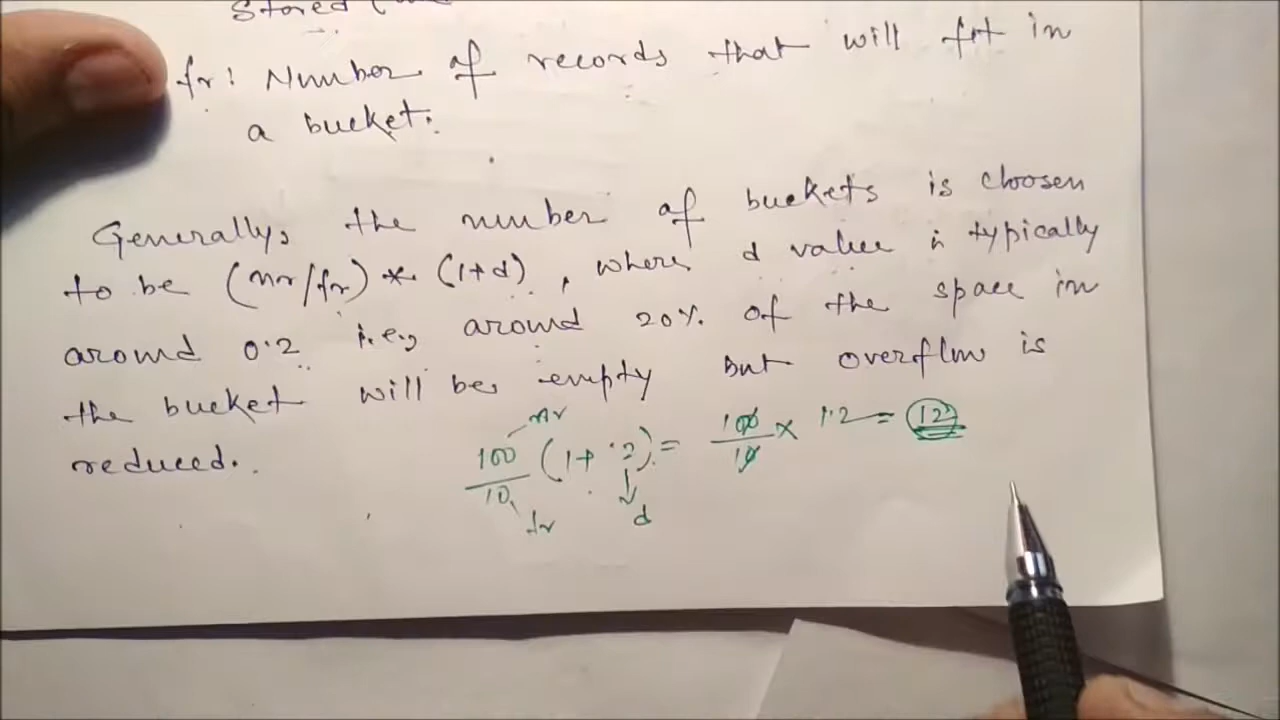 Stored
fr: Number of records that will fit in
a bucket.
Generally, the number of buckets is choosen
to be (nr/fr) * (1+d), where d value is typically
around 0.2 i.e., around 20% of the space in
the bucket will be empty but overflow is
reduced.
nr
100/10 (1+ .2) = 100/10 × 1.2 = 12
fr d